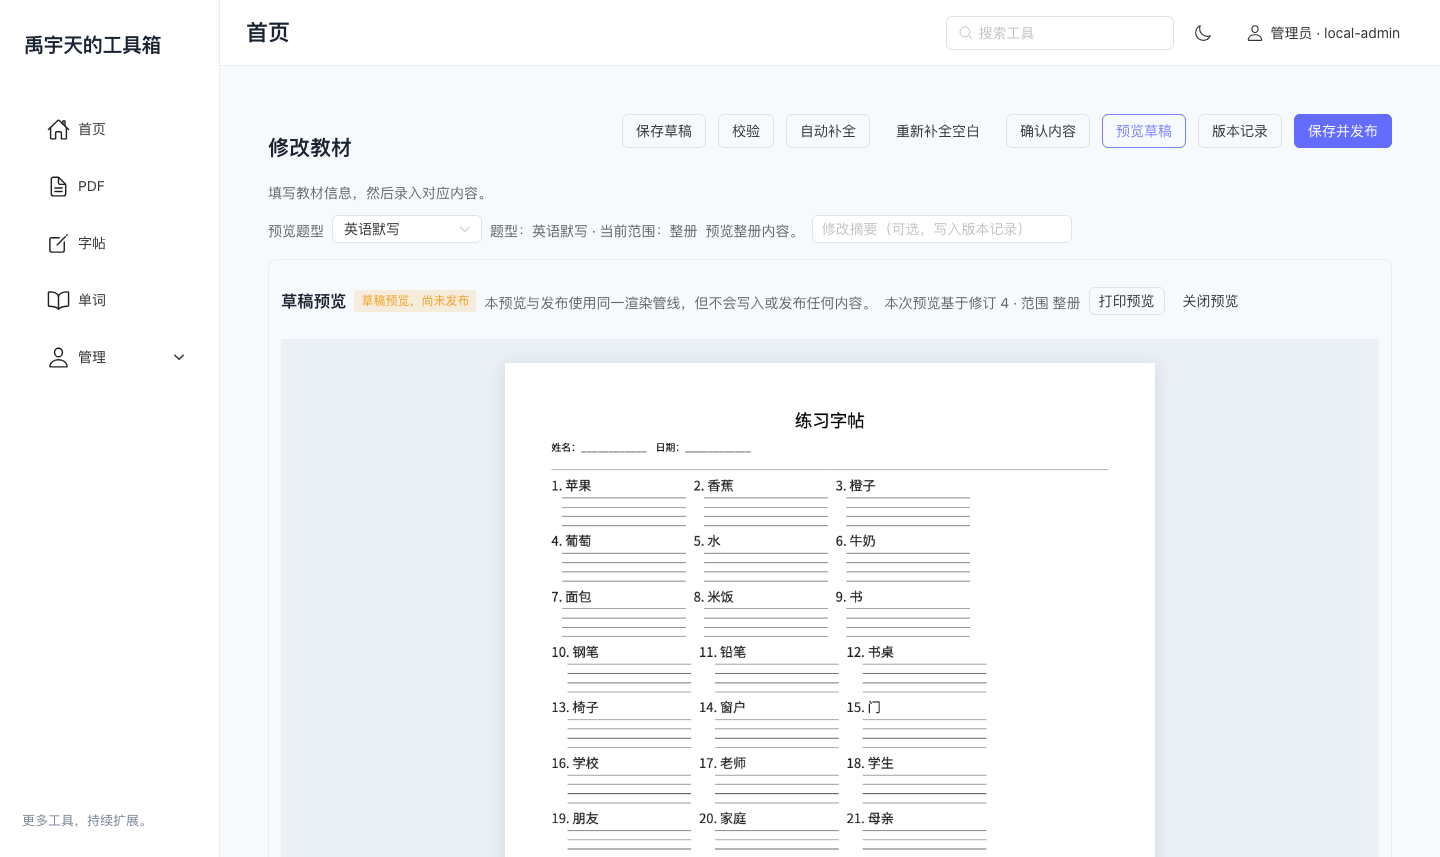 禹宇天的工具箱
首页
PDF
字帖
单词
管理
更多工具，持续扩展。
首页
搜索工具
管理员 · local-admin
修改教材
保存草稿 校验 自动补全 重新补全空白 确认内容 预览草稿 版本记录 保存并发布
填写教材信息，然后录入对应内容。
预览题型 英语默写 题型：英语默写 · 当前范围：整册 预览整册内容。 修改摘要（可选，写入版本记录）
草稿预览 草稿预览，尚未发布 本预览与发布使用同一渲染管线，但不会写入或发布任何内容。 本次预览基于修订 4 · 范围 整册 打印预览 关闭预览
练习字帖
姓名：____________ 日期：____________
1. 苹果 2. 香蕉 3. 橙子
4. 葡萄 5. 水 6. 牛奶
7. 面包 8. 米饭 9. 书
10. 钢笔 11. 铅笔 12. 书桌
13. 椅子 14. 窗户 15. 门
16. 学校 17. 老师 18. 学生
19. 朋友 20. 家庭 21. 母亲